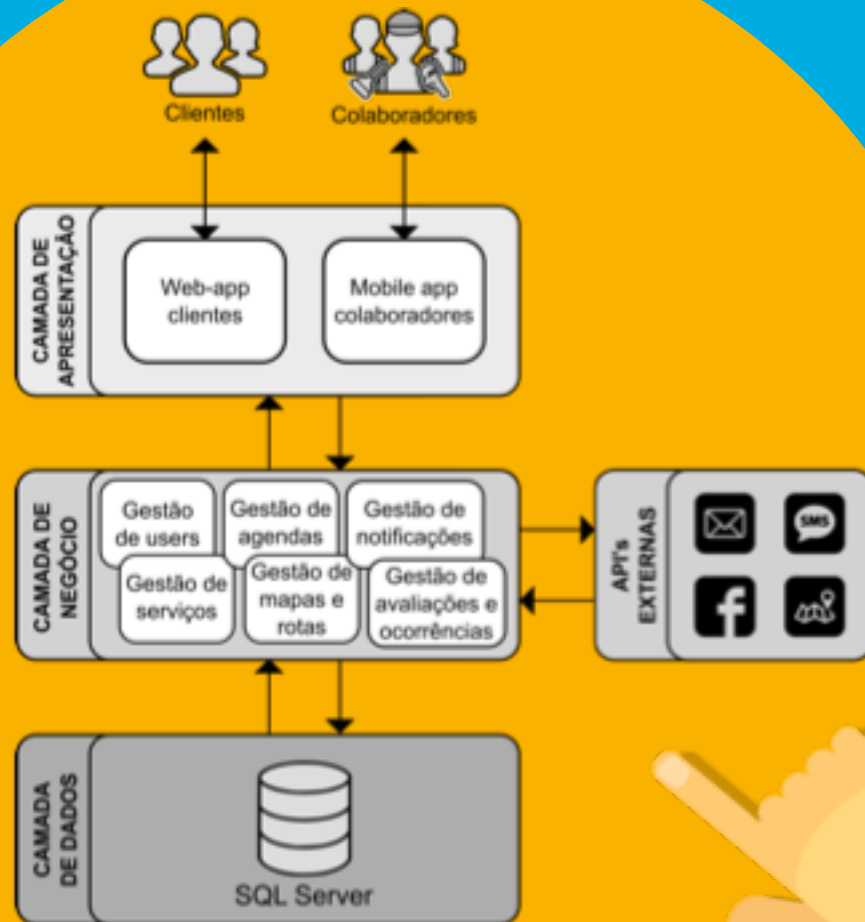 Clientes
Colaboradores
CAMADA DE
APRESENTAÇÃO
Web-app
clientes
Mobile app
colaboradores
CAMADA DE
NEGÓCIO
Gestão
de users
Gestão de
agendas
Gestão de
notificações
Gestão de
serviços
Gestão de
mapas e
rotas
Gestão de
avaliações e
ocorrências
API's
EXTERNAS
SMS
CAMADA
DE DADOS
SQL Server